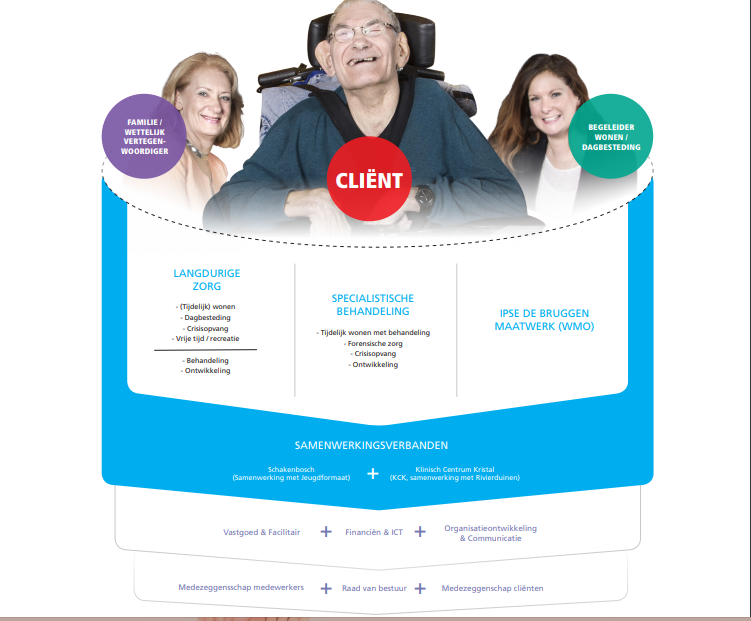 FAMILIE /
WETTELIJK
VERTEGEN-
WOORDIGER
CLIËNT
BEGELEIDER
WONEN /
DAGBESTEDING
LANGDURIGE
ZORG
- (Tijdelijk) wonen
- Dagbesteding
- Crisisopvang
- Vrije tijd / recreatie
- Behandeling
- Ontwikkeling
SPECIALISTISCHE
BEHANDELING
- Tijdelijk wonen met behandeling
- Forensische zorg
- Crisisopvang
- Ontwikkeling
IPSE DE BRUGGEN
MAATWERK (WMO)
SAMENWERKINGSVERBANDEN
Schakenbosch
(Samenwerking met Jeugdformaat)
+
Klinisch Centrum Kristal
(KCK, samenwerking met Rivierduinen)
Vastgoed & Facilitair + Financiën & ICT + Organisatieontwikkeling
& Communicatie
Medezeggensschap medewerkers + Raad van bestuur + Medezeggenschap cliënten